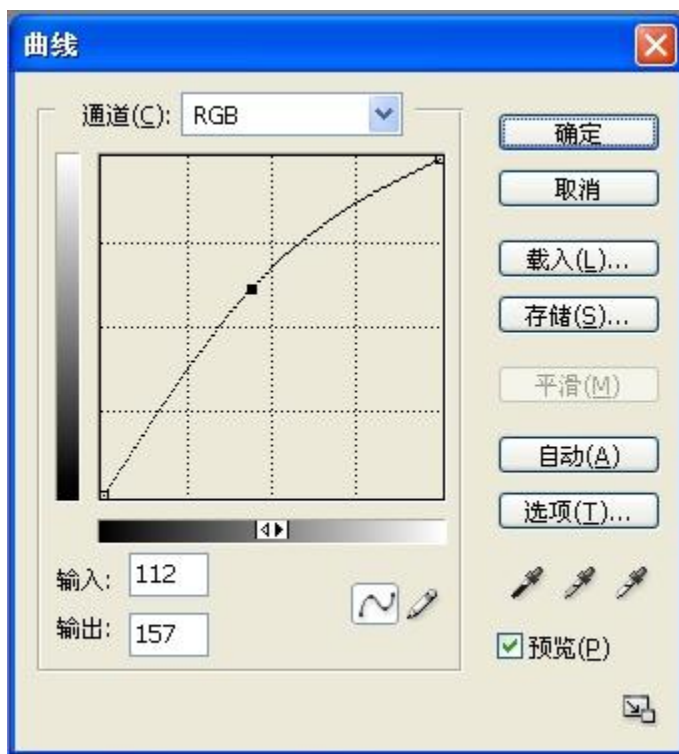 曲线
通道(C): RGB
确定
取消
载入(L)...
存储(S)...
平滑(M)
自动(A)
选项(T)...
输入: 112
输出: 157
预览(P)